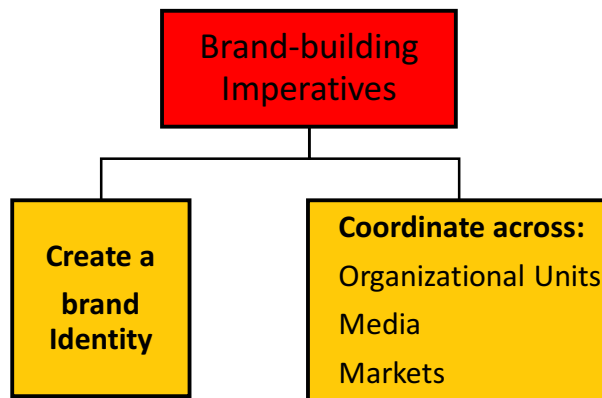 Brand-building
Imperatives
Create a
brand
Identity
Coordinate across:
Organizational Units
Media
Markets